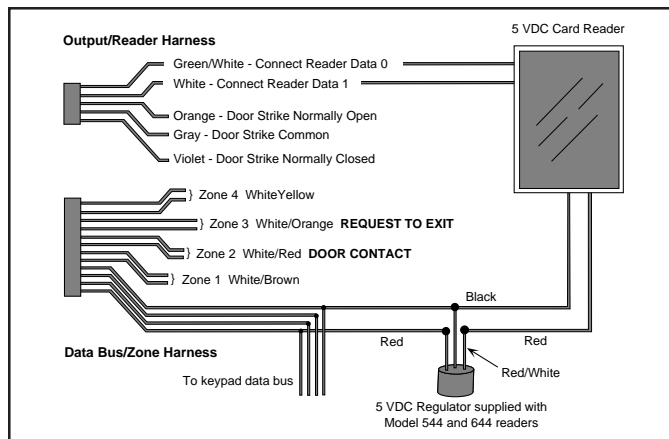 5 VDC Card Reader
Output/Reader Harness
Green/White - Connect Reader Data 0
White - Connect Reader Data 1
Orange - Door Strike Normally Open
Gray - Door Strike Common
Violet - Door Strike Normally Closed
} Zone 4 WhiteYellow
} Zone 3 White/Orange REQUEST TO EXIT
} Zone 2 White/Red DOOR CONTACT
} Zone 1 White/Brown
Black
Red
Red
Data Bus/Zone Harness
Red/White
To keypad data bus
5 VDC Regulator supplied with
Model 544 and 644 readers